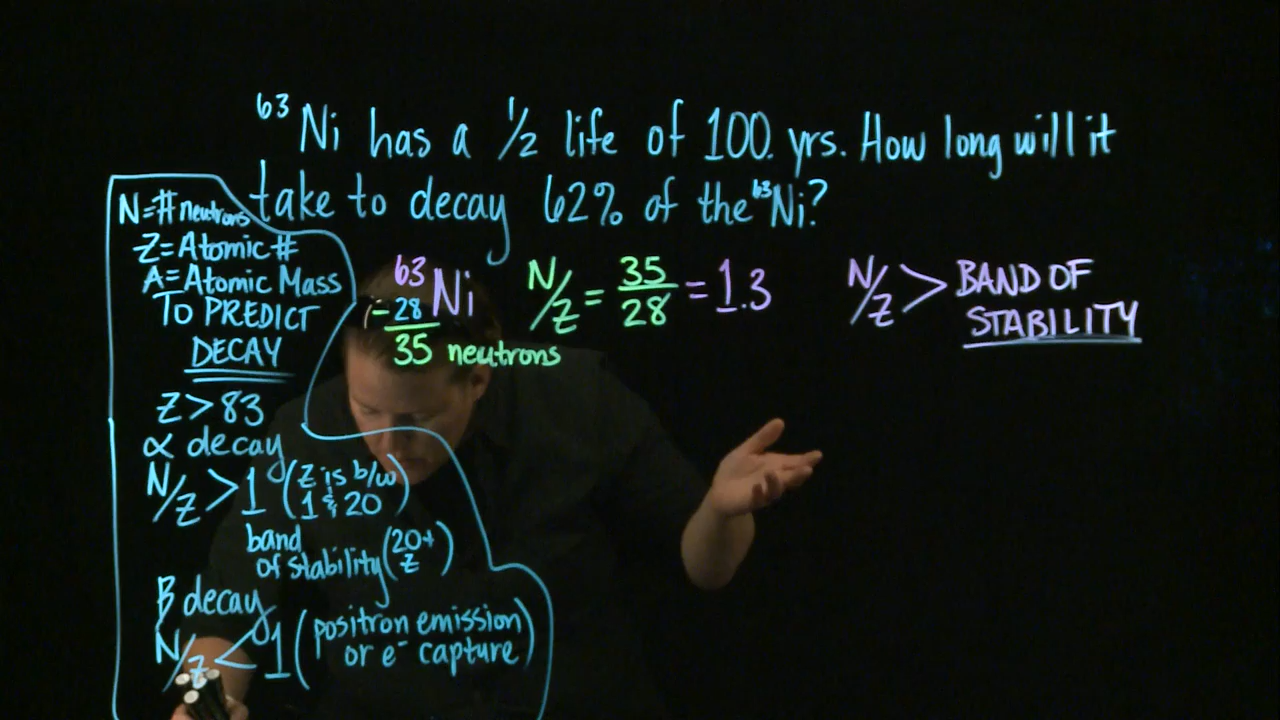 63Ni has a 1/2 life of 100. yrs. How long will it
take to decay 62% of the 63Ni?
N=# neutrons
Z=Atomic #
A=Atomic Mass
TO PREDICT
DECAY
Z>83
α decay
N/Z>1 (Z is b/w
1 & 20)
band
of stability (20+
Z)
β decay
N/Z<1 (positron emission
or e- capture)
63
-28 Ni
35 neutrons
N/Z = 35/28 = 1.3
N/Z > BAND OF
STABILITY